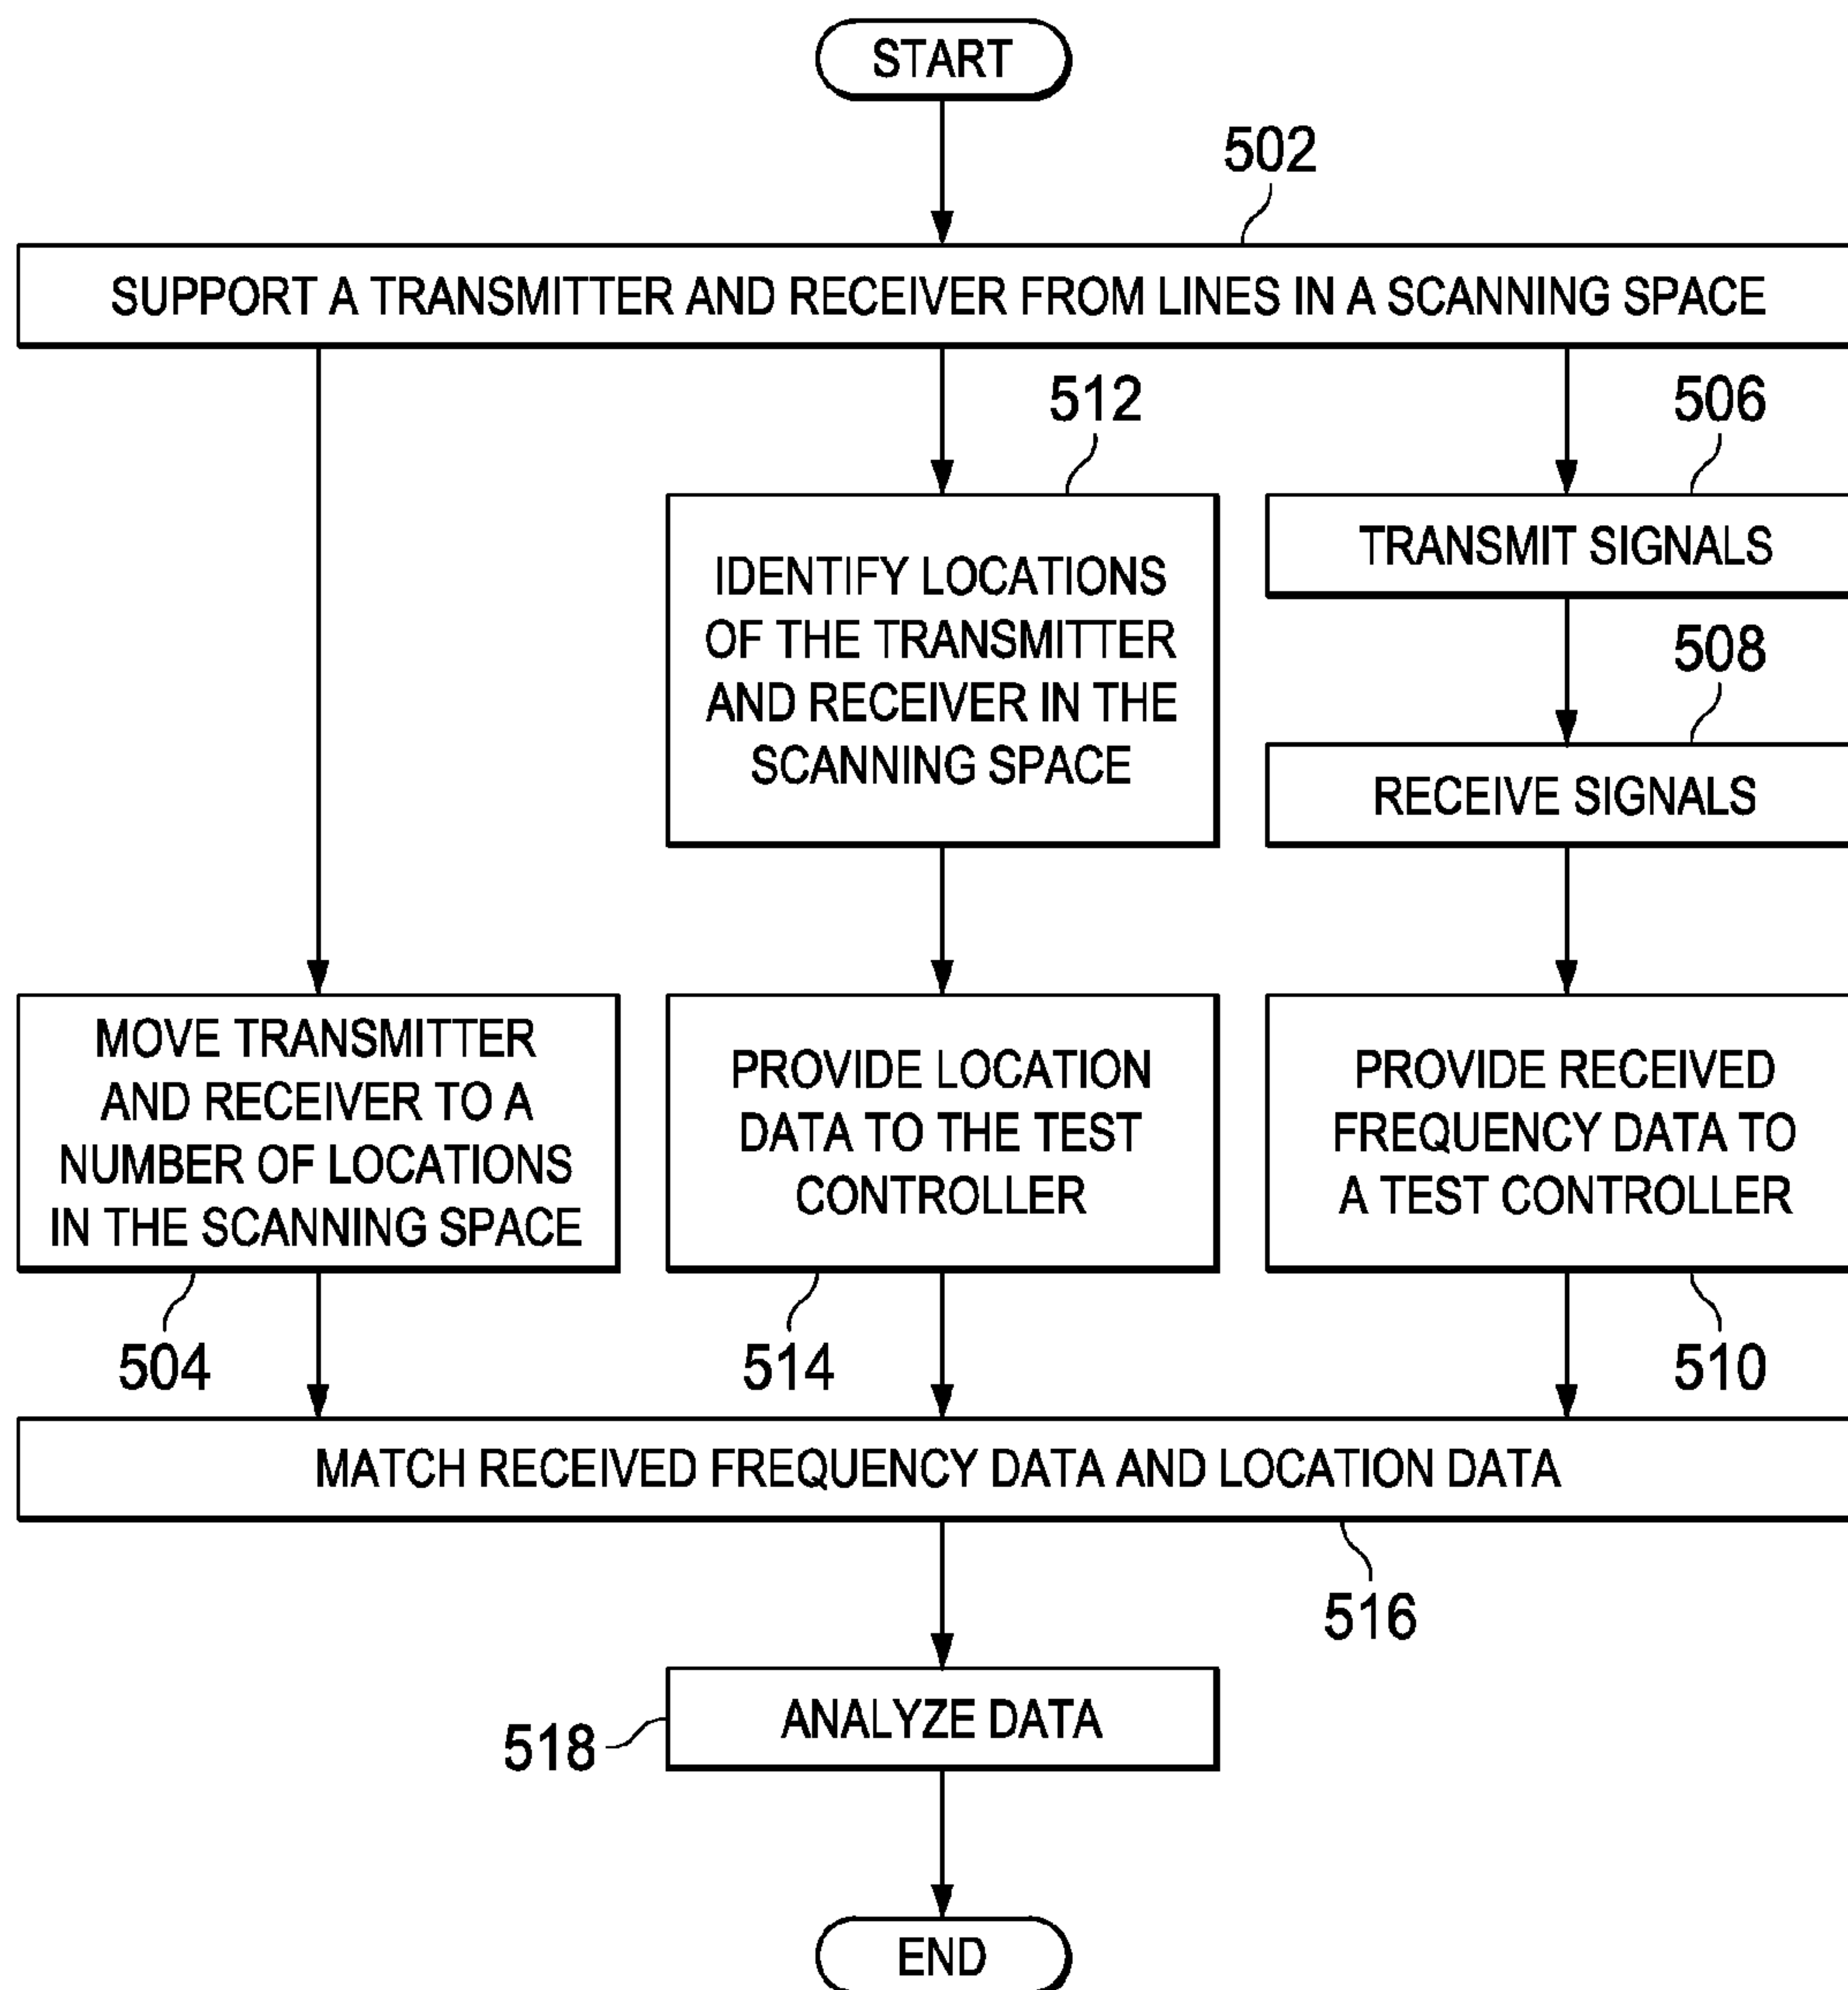 START
502
SUPPORT A TRANSMITTER AND RECEIVER FROM LINES IN A SCANNING SPACE
512
506
IDENTIFY LOCATIONS
OF THE TRANSMITTER
AND RECEIVER IN THE
SCANNING SPACE
TRANSMIT SIGNALS
508
RECEIVE SIGNALS
MOVE TRANSMITTER
AND RECEIVER TO A
NUMBER OF LOCATIONS
IN THE SCANNING SPACE
PROVIDE LOCATION
DATA TO THE TEST
CONTROLLER
PROVIDE RECEIVED
FREQUENCY DATA TO
A TEST CONTROLLER
504
514
510
MATCH RECEIVED FREQUENCY DATA AND LOCATION DATA
516
518
ANALYZE DATA
END